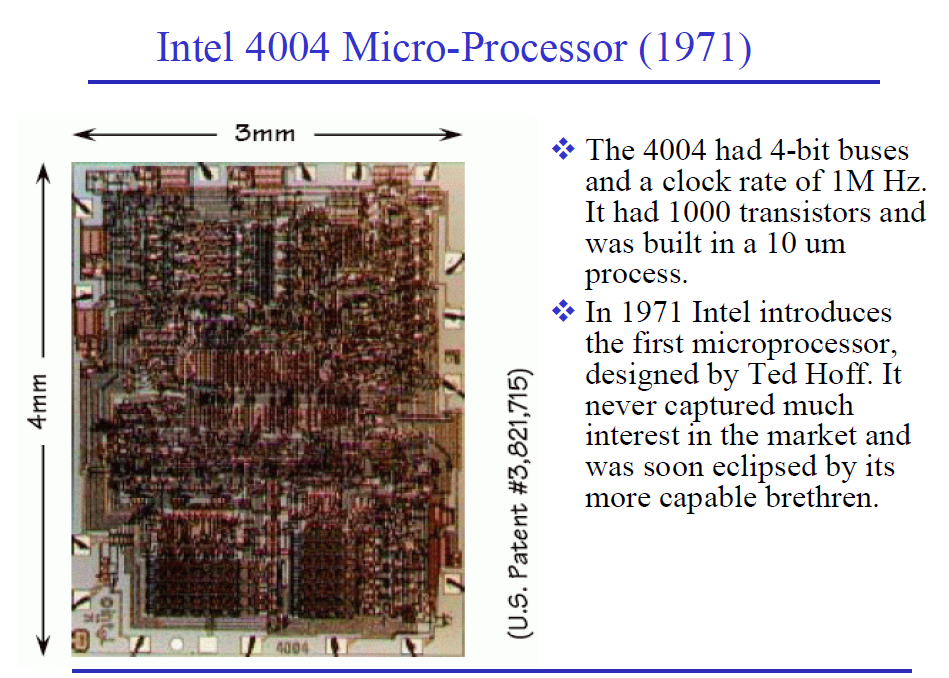 Intel 4004 Micro-Processor (1971)
3mm
4mm
(U.S. Patent #3,821,715)
4004
❖ The 4004 had 4-bit buses
and a clock rate of 1M Hz.
It had 1000 transistors and
was built in a 10 um
process.
❖ In 1971 Intel introduces
the first microprocessor,
designed by Ted Hoff. It
never captured much
interest in the market and
was soon eclipsed by its
more capable brethren.